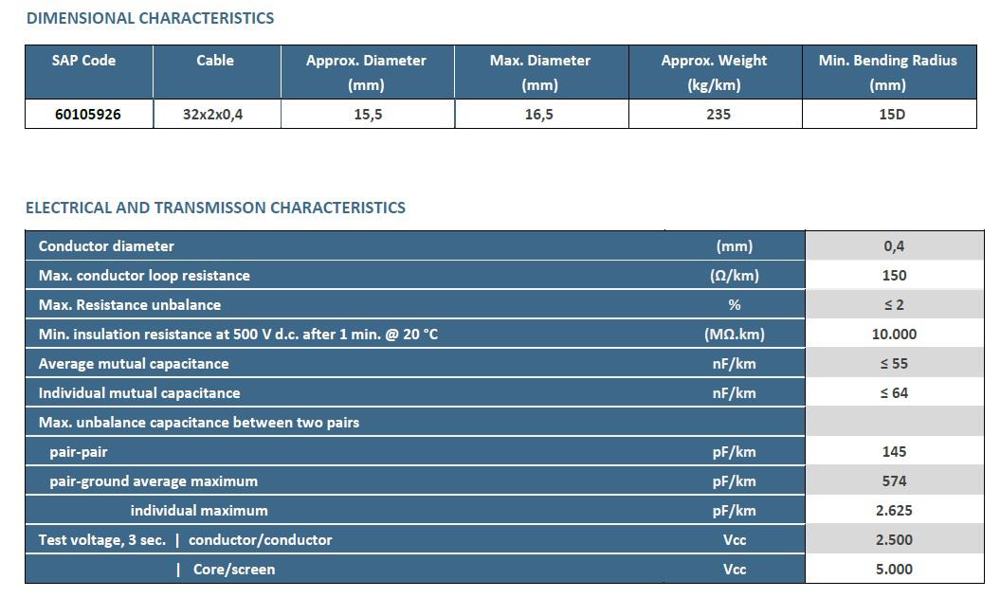 DIMENSIONAL CHARACTERISTICS
SAP Code Cable Approx. Diameter Max. Diameter Approx. Weight Min. Bending Radius
(mm) (mm) (kg/km) (mm)
60105926 32x2x0,4 15,5 16,5 235 15D
ELECTRICAL AND TRANSMISSON CHARACTERISTICS
Conductor diameter (mm) 0,4
Max. conductor loop resistance (Ω/km) 150
Max. Resistance unbalance % ≤ 2
Min. insulation resistance at 500 V d.c. after 1 min. @ 20 °C (MΩ.km) 10.000
Average mutual capacitance nF/km ≤ 55
Individual mutual capacitance nF/km ≤ 64
Max. unbalance capacitance between two pairs
pair-pair pF/km 145
pair-ground average maximum pF/km 574
individual maximum pF/km 2.625
Test voltage, 3 sec. | conductor/conductor Vcc 2.500
| Core/screen Vcc 5.000